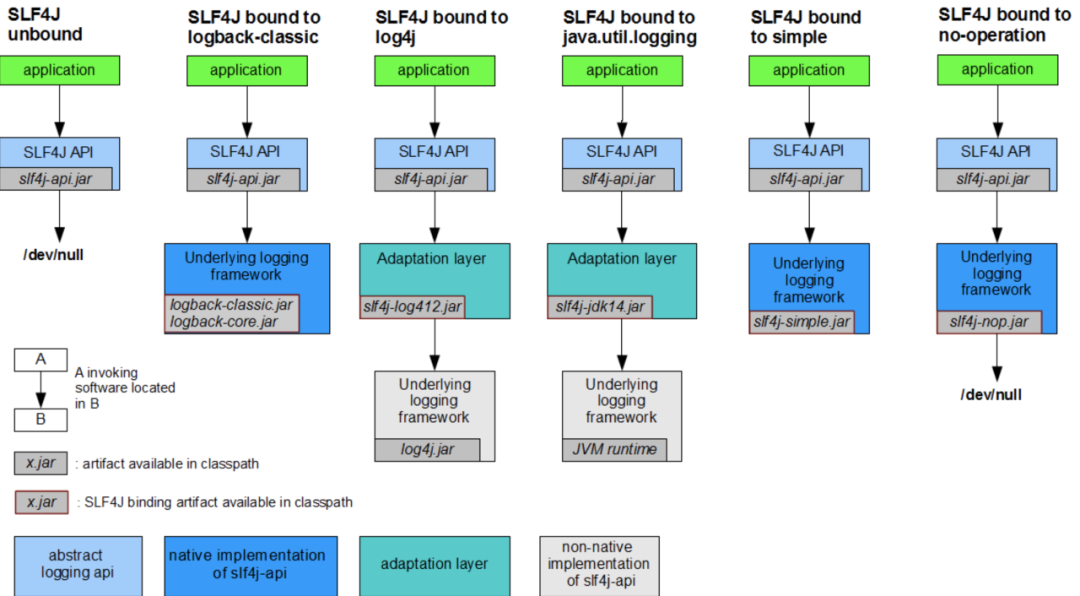 SLF4J
unbound
application
SLF4J API
slf4j-api.jar
/dev/null
SLF4J bound to
logback-classic
application
SLF4J API
slf4j-api.jar
Underlying logging
framework
logback-classic.jar
logback-core.jar
SLF4J bound to
log4j
application
SLF4J API
slf4j-api.jar
Adaptation layer
slf4j-log412.jar
Underlying
logging
framework
log4j.jar
SLF4J bound to
java.util.logging
application
SLF4J API
slf4j-api.jar
Adaptation layer
slf4j-jdk14.jar
Underlying
logging
framework
JVM runtime
SLF4J bound
to simple
application
SLF4J API
slf4j-api.jar
Underlying
logging
framework
slf4j-simple.jar
SLF4J bound to
no-operation
application
SLF4J API
slf4j-api.jar
Underlying
logging
framework
slf4j-nop.jar
/dev/null
A
B
A invoking
software located
in B
x.jar : artifact available in classpath
x.jar : SLF4J binding artifact available in classpath
abstract
logging api
native implementation
of slf4j-api
adaptation layer
non-native
implementation
of slf4j-api